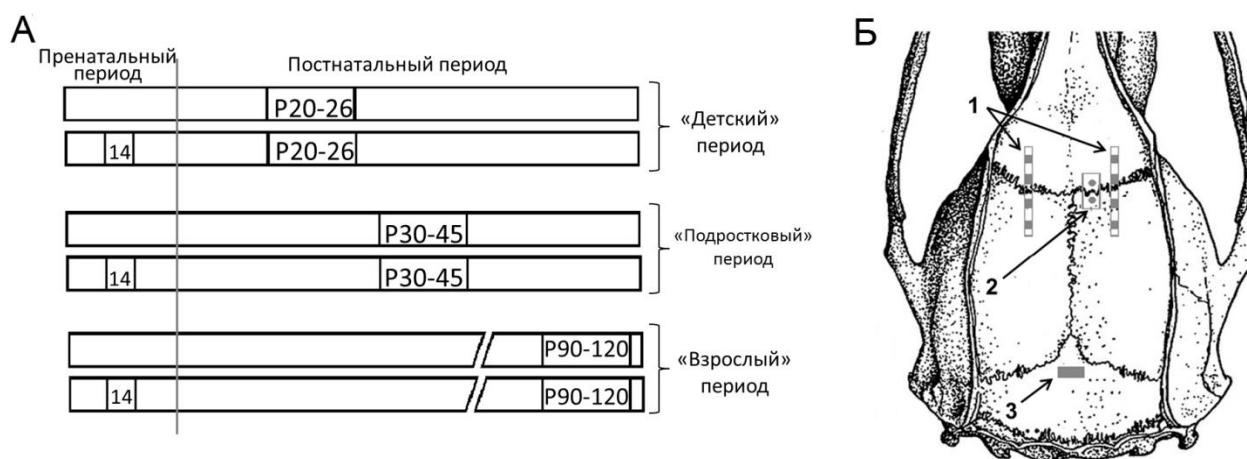 А
Пренатальный
период
Постнатальный период
P20-26
14
P20-26
«Детский»
период
P30-45
14
P30-45
«Подростковый»
период
P90-120
14
P90-120
«Взрослый»
период
Б
1
2
3